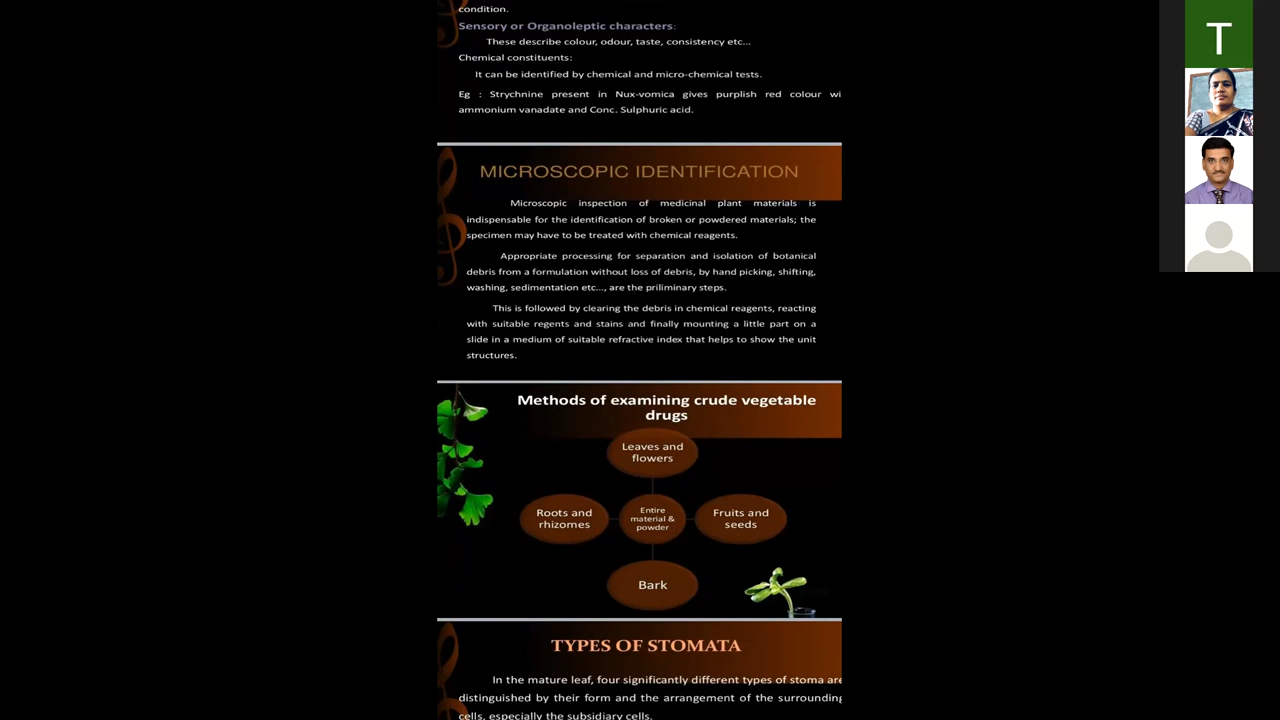 condition.
Sensory or Organoleptic characters:
These describe colour, odour, taste, consistency etc...
Chemical constituents:
It can be identified by chemical and micro-chemical tests.
Eg : Strychnine present in Nux-vomica gives purplish red colour wi
ammonium vanadate and Conc. Sulphuric acid.
MICROSCOPIC IDENTIFICATION
Microscopic inspection of medicinal plant materials is
indispensable for the identification of broken or powdered materials; the
specimen may have to be treated with chemical reagents.
Appropriate processing for separation and isolation of botanical
debris from a formulation without loss of debris, by hand picking, shifting,
washing, sedimentation etc..., are the priliminary steps.
This is followed by clearing the debris in chemical reagents, reacting
with suitable regents and stains and finally mounting a little part on a
slide in a medium of suitable refractive index that helps to show the unit
structures.
Methods of examining crude vegetable
drugs
Leaves and
flowers
Roots and
rhizomes
Entire
material &
powder
Fruits and
seeds
Bark
TYPES OF STOMATA
In the mature leaf, four significantly different types of stoma are
distinguished by their form and the arrangement of the surrounding
cells, especially the subsidiary cells.
T